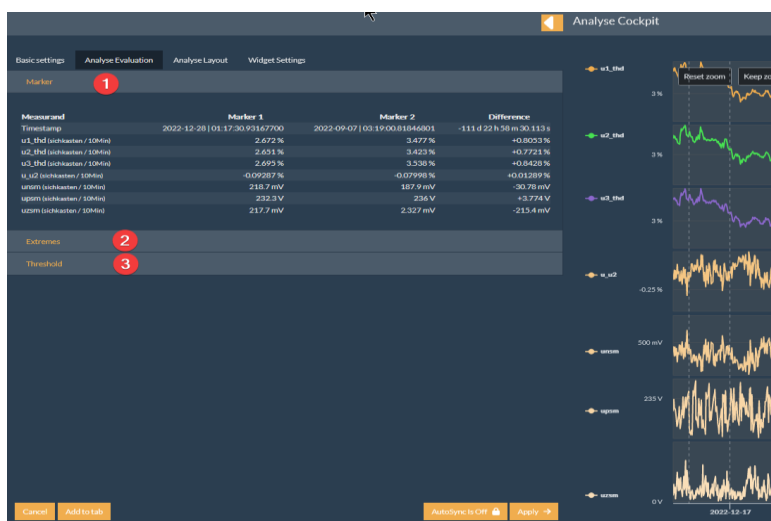 Analyse Cockpit
Basic settings Analyse Evaluation Analyse Layout Widget Settings
Marker 1
Measurand Marker 1 Marker 2 Difference
Timestamp 2022-12-28 | 01:17:30.93167700 2022-09-07 | 03:19:00.81846801 -111 d 22 h 58 m 30.113 s
u1_thd (sichkasten / 10Min) 2.672 % 3.477 % +0.8053 %
u2_thd (sichkasten / 10Min) 2.651 % 3.423 % +0.7721 %
u3_thd (sichkasten / 10Min) 2.695 % 3.538 % +0.8428 %
u_u2 (sichkasten / 10Min) -0.09287 % -0.07998 % +0.01289 %
unsm (sichkasten / 10Min) 218.7 mV 187.9 mV -30.78 mV
upsm (sichkasten / 10Min) 232.3 V 236 V +3.774 V
uzsm (sichkasten / 10Min) 217.7 mV 2.327 mV -215.4 mV
Extremes 2
Threshold 3
Cancel Add to tab AutoSync Is Off Apply →
u1_thd
Reset zoom Keep zo
3 %
u2_thd
3 %
u3_thd
3 %
u_u2
-0.25 %
unsm
500 mV
upsm
235 V
uzsm
0 V
2022-12-17